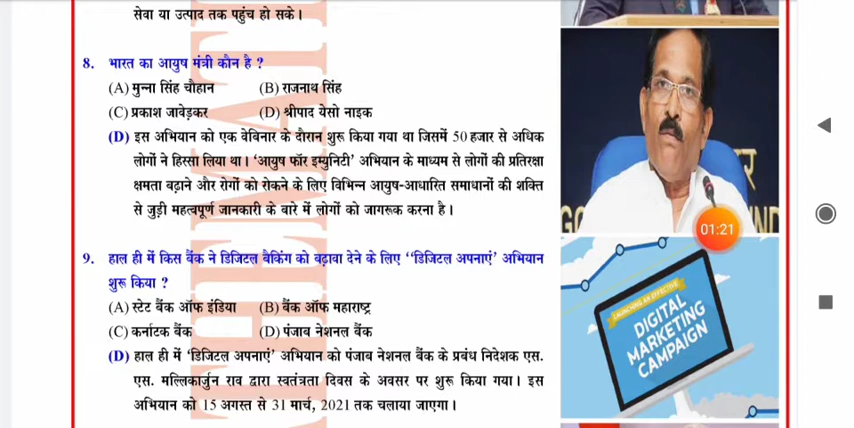 सेवा या उत्पाद तक पहुंच हो सके।
8. भारत का आयुष मंत्री कौन है ?
(A) मुन्ना सिंह चौहान (B) राजनाथ सिंह
(C) प्रकाश जावेड़कर (D) श्रीपाद येसो नाइक
(D) इस अभियान को एक वेविनार के दौरान शुरू किया गया था जिसमें 50 हजार से अधिक
लोगों ने हिस्सा लिया था। 'आयुष फॉर इम्युनिटी' अभियान के माध्यम से लोगों की प्रतिरक्षा
क्षमता बढ़ाने और रोगों को रोकने के लिए विभिन्न आयुष-आधारित समाधानों की शक्ति
से जुड़ी महत्वपूर्ण जानकारी के बारे में लोगों को जागरूक करना है।
01:21
9. हाल ही में किस बैंक ने डिजिटल बैकिंग को बढ़ावा देने के लिए "डिजिटल अपनाएं' अभियान
शुरू किया ?
(A) स्टेट बैंक ऑफ इंडिया (B) बैंक ऑफ महाराष्ट्र
(C) कर्नाटक बैंक (D) पंजाब नेशनल बैंक
(D) हाल ही में 'डिजिटल अपनाएं' अभियान को पंजाब नेशनल बैंक के प्रबंध निदेशक एस.
एस. मल्लिकार्जुन राव द्वारा स्वतंत्रता दिवस के अवसर पर शुरू किया गया। इस
अभियान को 15 अगस्त से 31 मार्च, 2021 तक चलाया जाएगा।
LAUNCHING AN EFFECTIVE
DIGITAL
MARKETING
CAMPAIGN